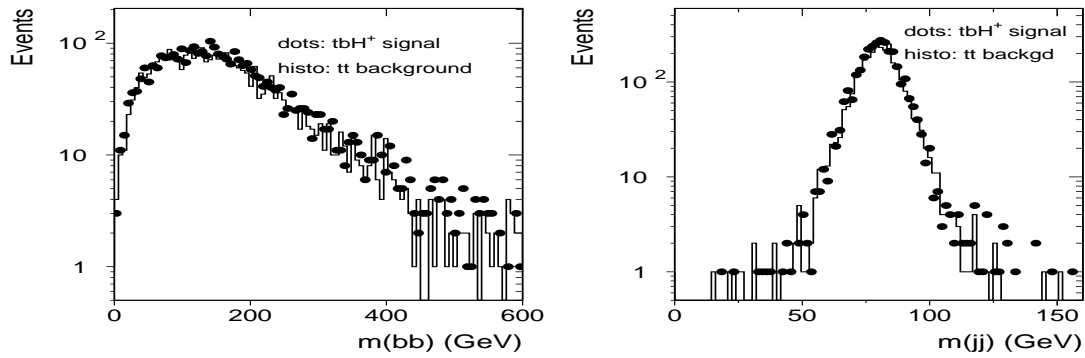 Events
10 2
10
1
dots: tbH+ signal
histo: tt background
0
200
400
600
m(bb) (GeV)
Events
10 2
10
1
dots: tbH+ signal
histo: tt backgd
0
50
100
150
m(jj) (GeV)